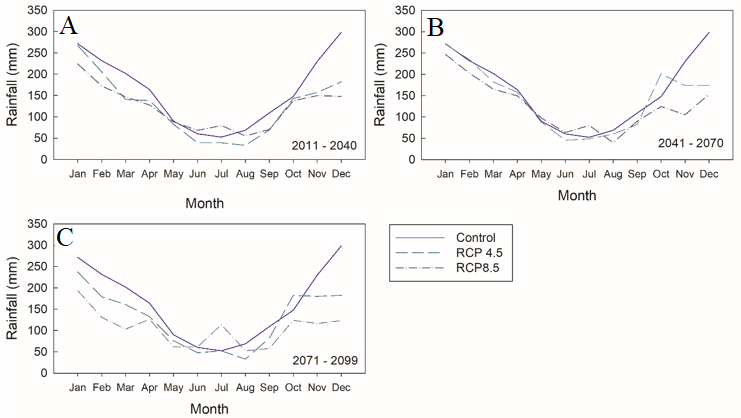 A
350
300
250
200
150
100
50
0
Rainfall (mm)
2011 - 2040
Jan Feb Mar Apr May Jun Jul Aug Sep Oct Nov Dec
Month
B
350
300
250
200
150
100
50
0
Rainfall (mm)
2041 - 2070
Jan Feb Mar Apr May Jun Jul Aug Sep Oct Nov Dec
Month
C
350
300
250
200
150
100
50
0
Rainfall (mm)
2071 - 2099
Jan Feb Mar Apr May Jun Jul Aug Sep Oct Nov Dec
Month
Control
RCP 4.5
RCP8.5